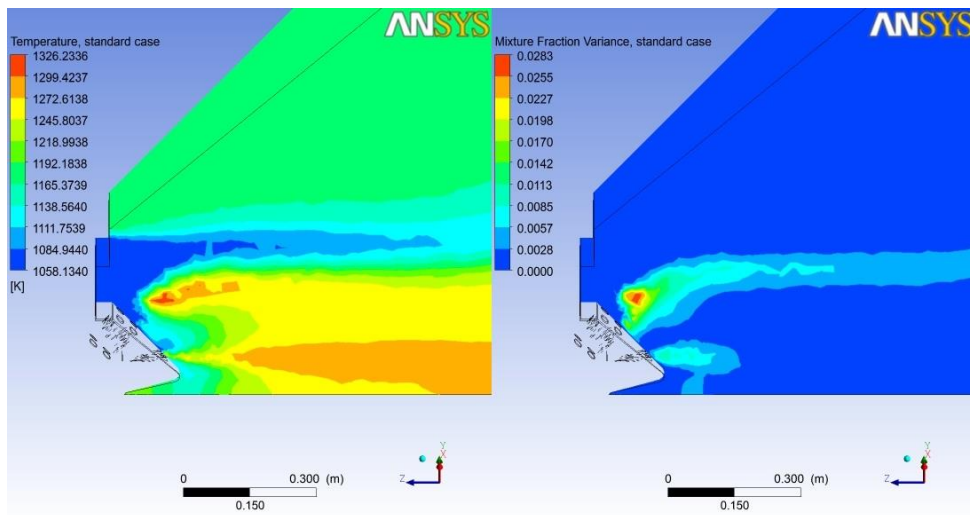 ANSYS
Temperature, standard case
1326.2336
1299.4237
1272.6138
1245.8037
1218.9938
1192.1838
1165.3739
1138.5640
1111.7539
1084.9440
1058.1340
[K]
Y
X
Z
0 0.300 (m)
0.150
ANSYS
Mixture Fraction Variance, standard case
0.0283
0.0255
0.0227
0.0198
0.0170
0.0142
0.0113
0.0085
0.0057
0.0028
0.0000
Y
X
Z
0 0.300 (m)
0.150